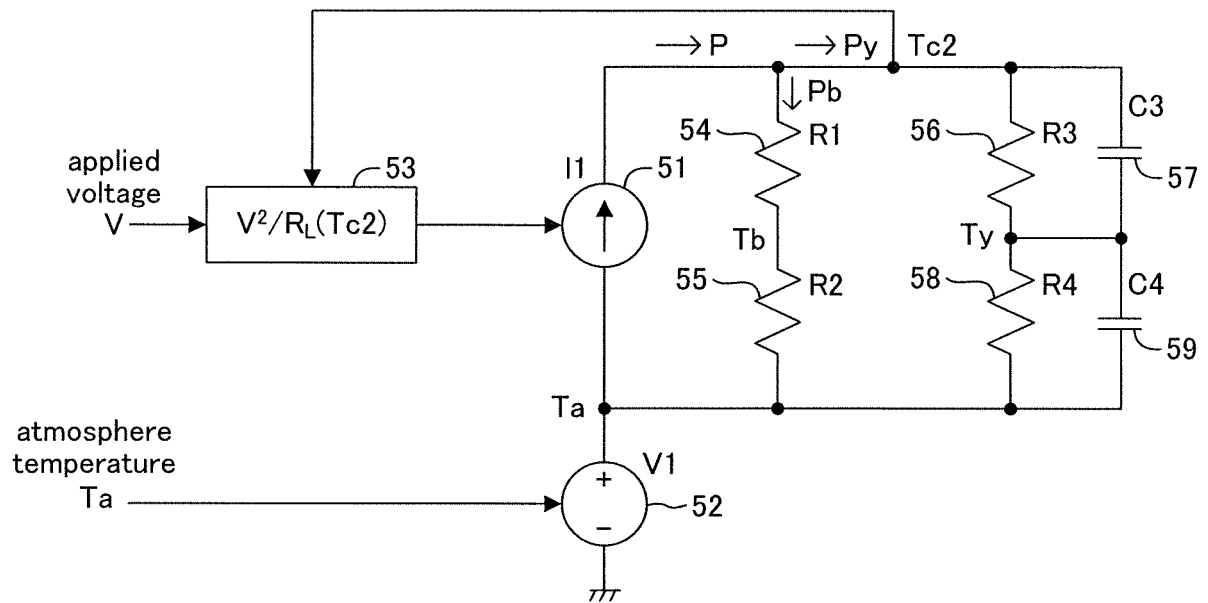 →P
→Py
Tc2
↓Pb
C3
54
R1
56
R3
57
applied
voltage
V
53
V²/R_L(Tc2)
I1
51
Tb
Ty
55
R2
58
R4
C4
59
Ta
atmosphere
temperature
Ta
V1
+
−
52